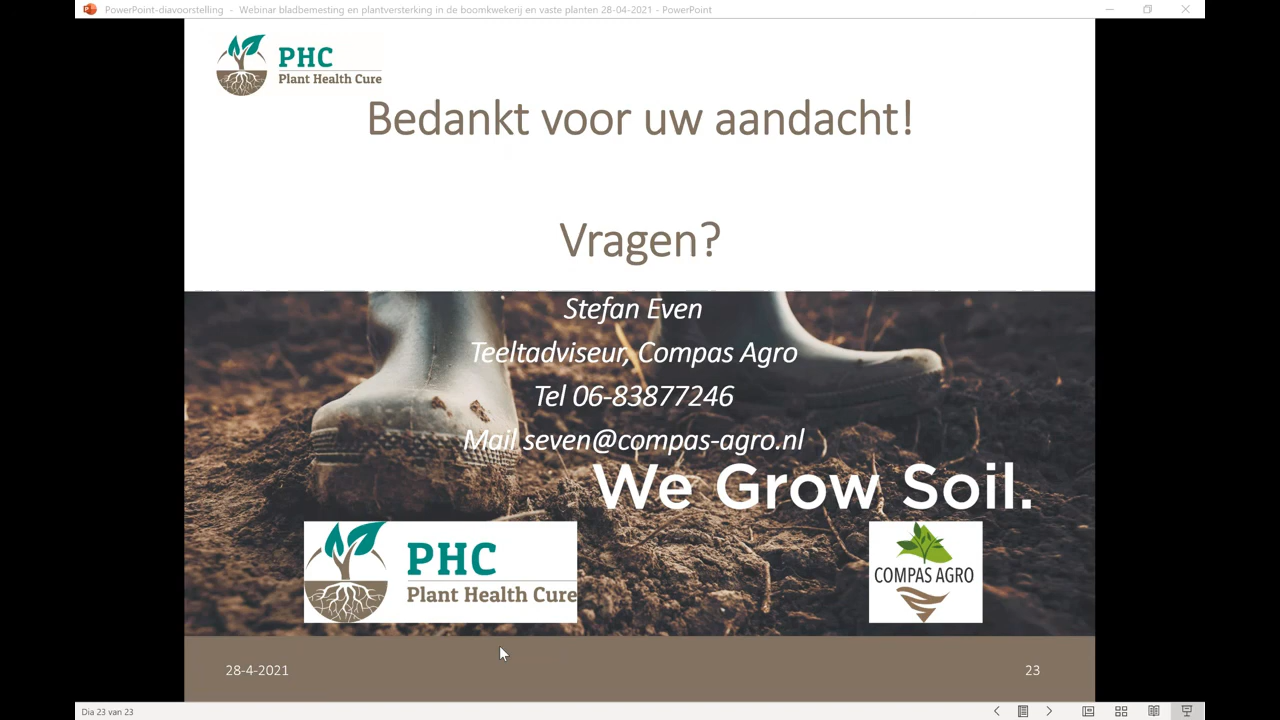 PowerPoint-diavoorstelling - Webinar bladbemesting en plantversterking in de boomkwekerij en vaste planten 28-04-2021 - PowerPoint
PHC
Plant Health Cure
Bedankt voor uw aandacht!
Vragen?
Stefan Even
Teeltadviseur, Compas Agro
Tel 06-83877246
Mail seven@compas-agro.nl
We Grow Soil.
PHC
Plant Health Cure
COMPAS AGRO
28-4-2021
23
Dia 23 van 23